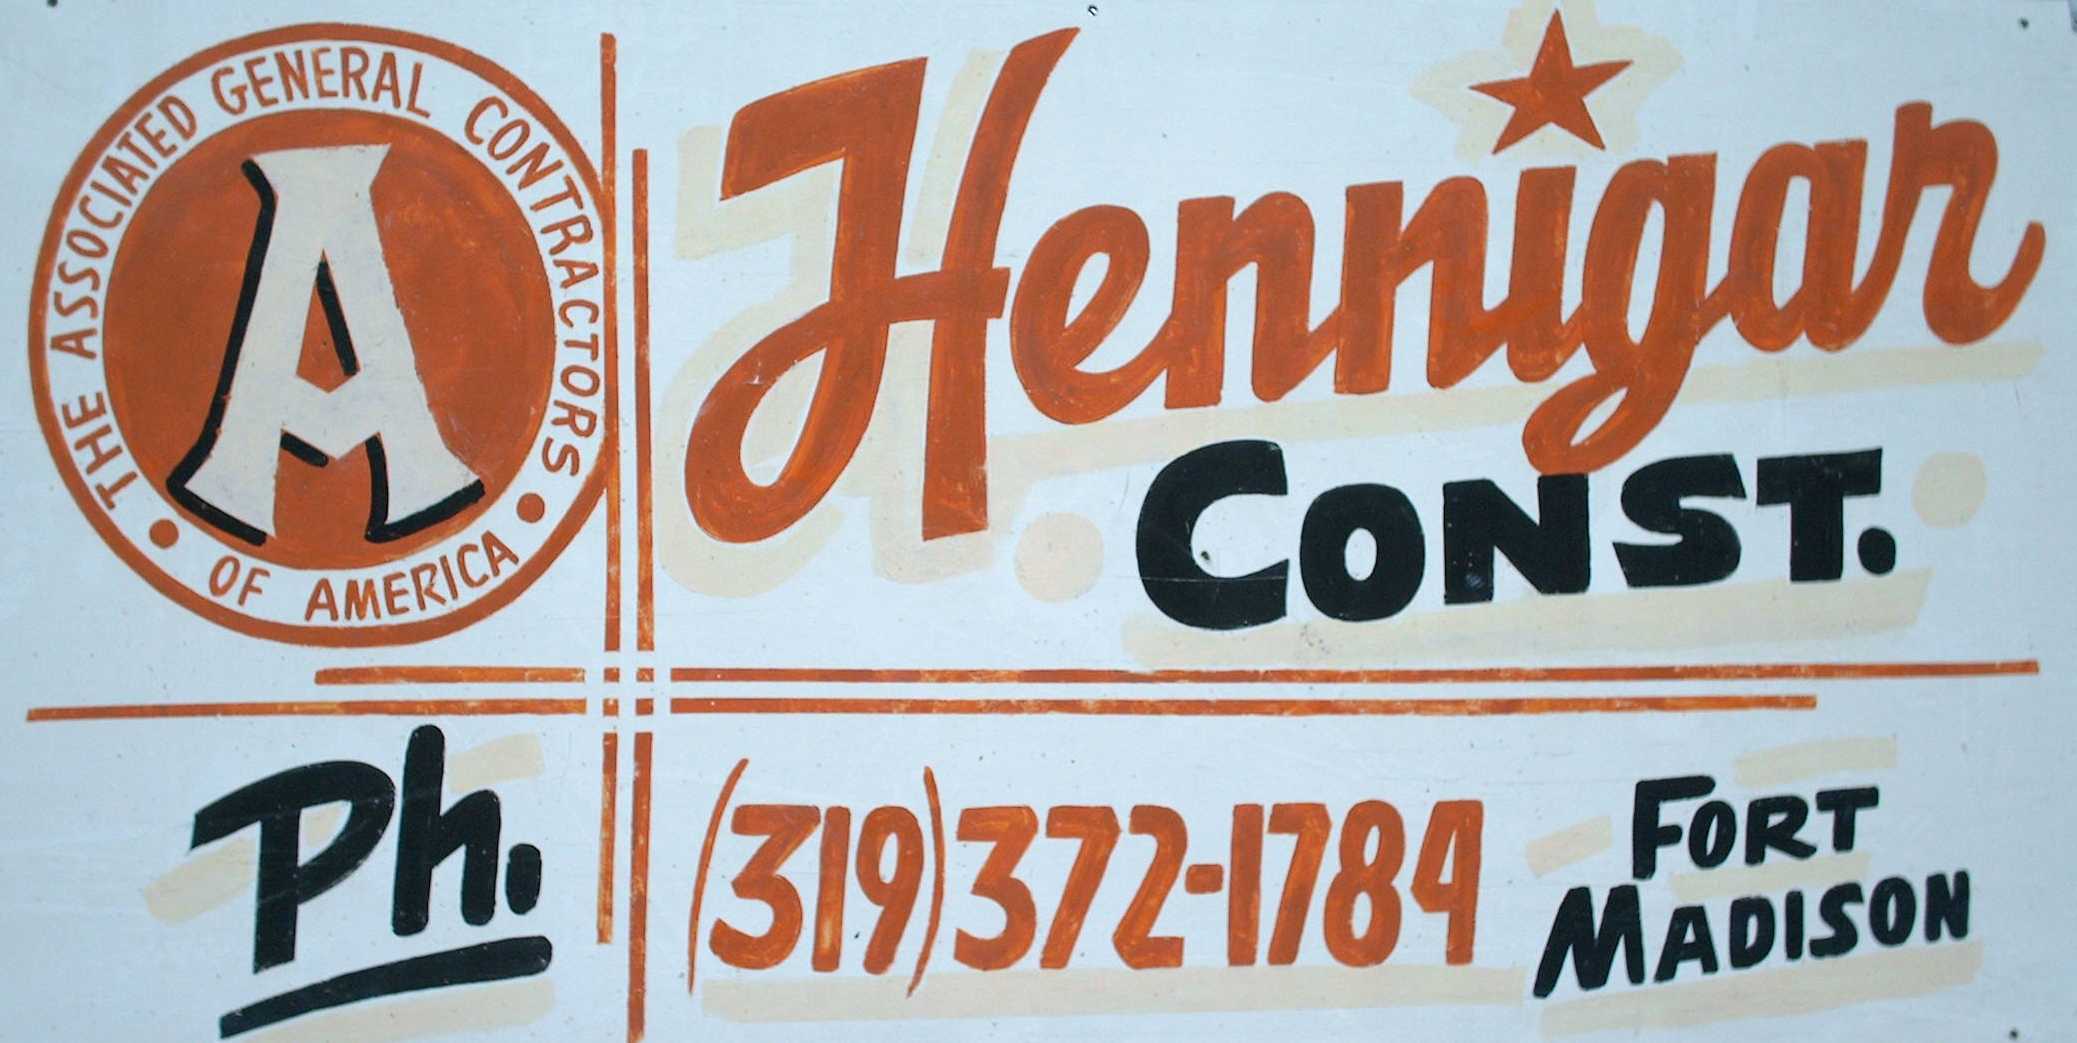 THE ASSOCIATED GENERAL CONTRACTORS
OF AMERICA
A
Hennigar
CONST.
Ph.
(319)372-1784
FORT
MADISON